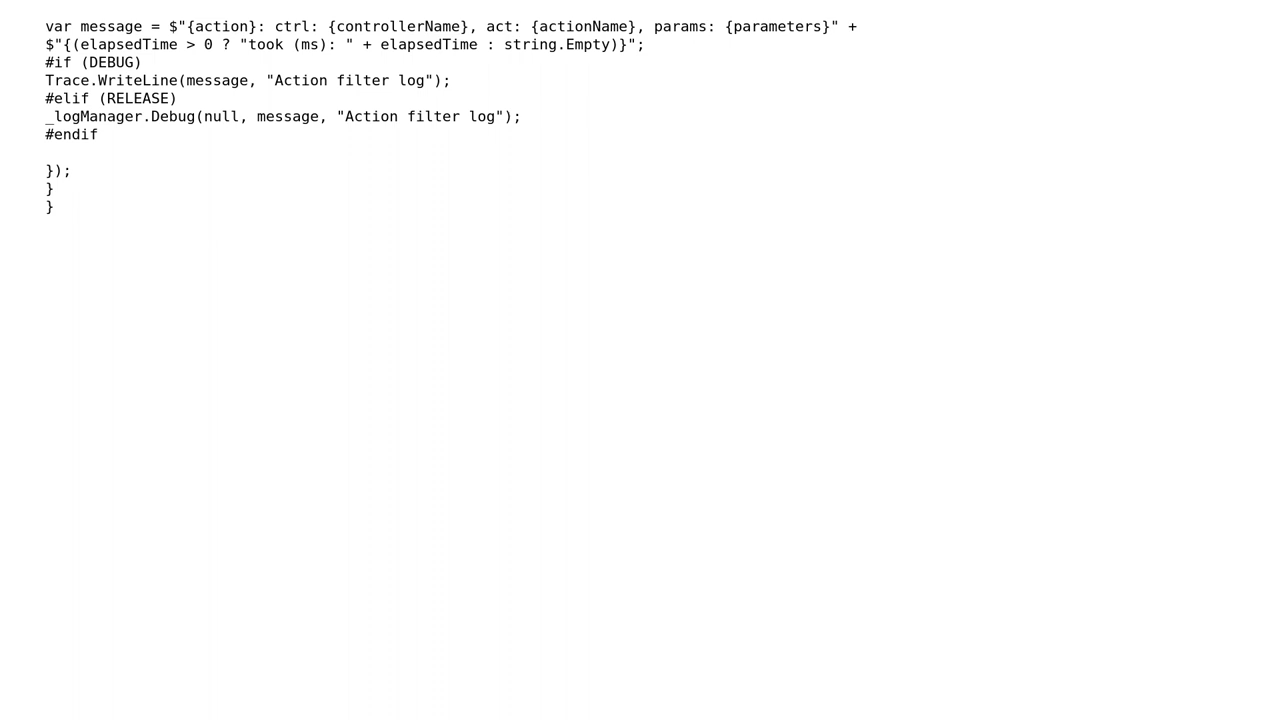 var message = $"{action}: ctrl: {controllerName}, act: {actionName}, params: {parameters}" +
$"{(elapsedTime > 0 ? "took (ms): " + elapsedTime : string.Empty)}";
#if (DEBUG)
Trace.WriteLine(message, "Action filter log");
#elif (RELEASE)
_logManager.Debug(null, message, "Action filter log");
#endif

});
}
}